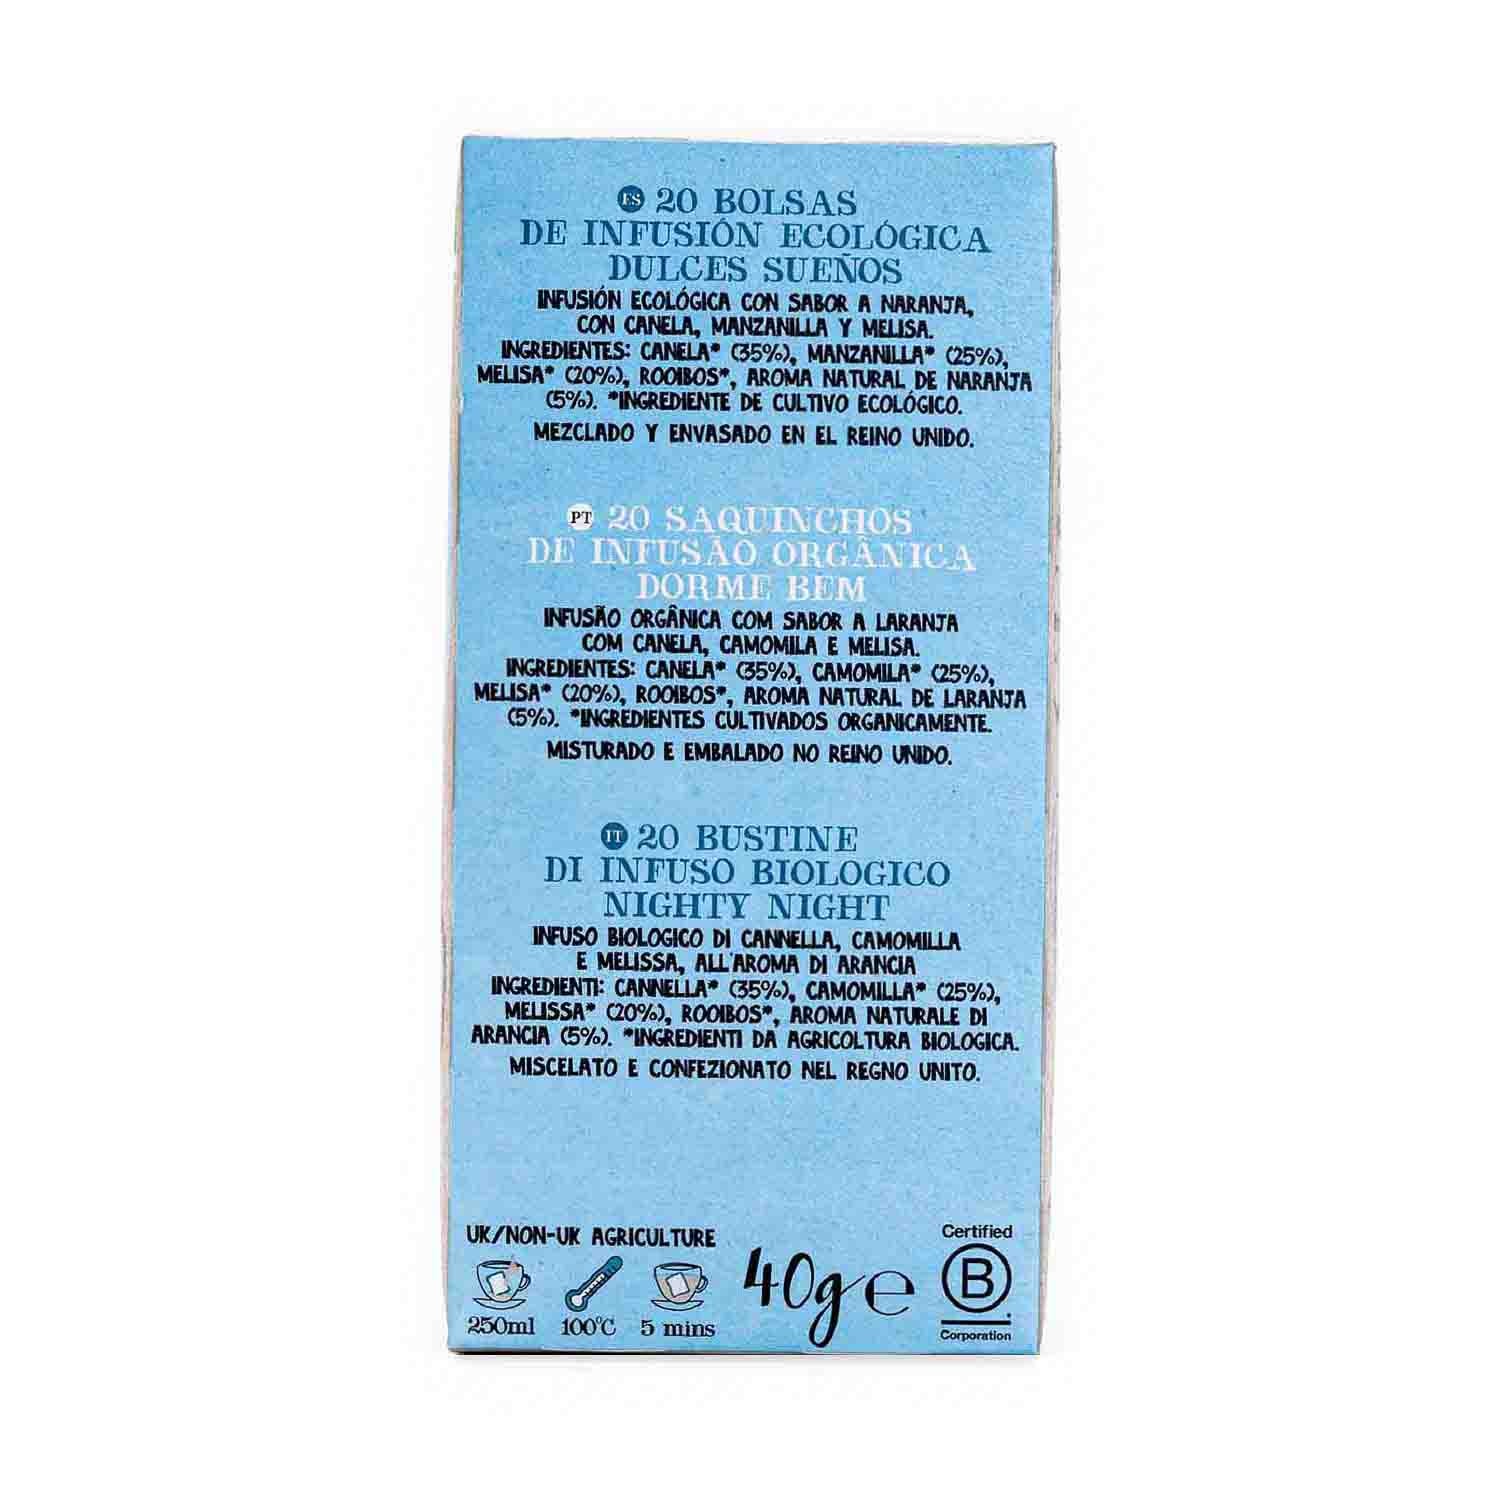 ES 20 BOLSAS
DE INFUSIÓN ECOLÓGICA
DULCES SUEÑOS
INFUSIÓN ECOLÓGICA CON SABOR A NARANJA,
CON CANELA, MANZANILLA Y MELISA.
INGREDIENTES: CANELA* (35%), MANZANILLA* (25%),
MELISA* (20%), ROOIBOS*, AROMA NATURAL DE NARANJA
(5%). *INGREDIENTE DE CULTIVO ECOLÓGICO.
MEZCLADO Y ENVASADO EN EL REINO UNIDO.
PT 20 SAQUINCHOS
DE INFUSÃO ORGÂNICA
DORME BEM
INFUSÃO ORGÂNICA COM SABOR A LARANJA
COM CANELA, CAMOMILA E MELISA.
INGREDIENTES: CANELA* (35%), CAMOMILA* (25%),
MELISA* (20%), ROOIBOS*, AROMA NATURAL DE LARANJA
(5%). *INGREDIENTES CULTIVADOS ORGANICAMENTE.
MISTURADO E EMBALADO NO REINO UNIDO.
IT 20 BUSTINE
DI INFUSO BIOLOGICO
NIGHTY NIGHT
INFUSO BIOLOGICO DI CANNELLA, CAMOMILLA
E MELISSA, ALL'AROMA DI ARANCIA
INGREDIENTI: CANNELLA* (35%), CAMOMILLA* (25%),
MELISSA* (20%), ROOIBOS*, AROMA NATURALE DI
ARANCIA (5%). *INGREDIENTI DA AGRICOLTURA BIOLOGICA.
MISCELATO E CONFEZIONATO NEL REGNO UNITO.
UK/NON-UK AGRICULTURE
250ml 100°C 5 mins
40g e
Certified
B
Corporation